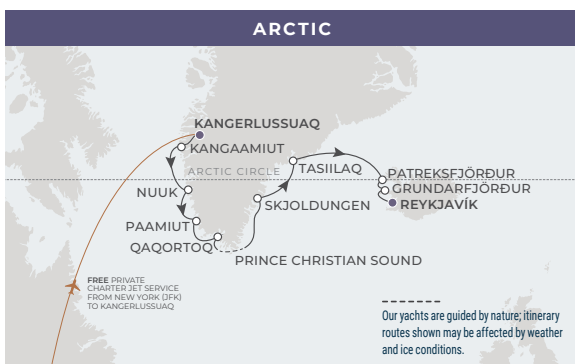 ARCTIC
KANGERLUSSUAQ
KANGAAMIUT
ARCTIC CIRCLE
TASIILAQ
PATREKSFJÖRÐUR
GRUNDARFJÖRÐUR
REYKJAVÍK
NUUK
SKJOLDUNGEN
PAAMIUT
QAQORTOQ
PRINCE CHRISTIAN SOUND
FREE PRIVATE
CHARTER JET SERVICE
FROM NEW YORK (JFK)
TO KANGERLUSSUAQ
Our yachts are guided by nature; itinerary
routes shown may be affected by weather
and ice conditions.